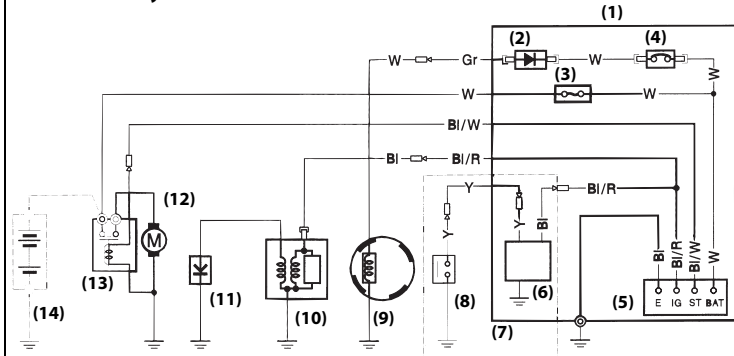 (1)
(2)
(4)
W
Gr
W
(3)
W
W
W
W
Bl/W
Bl
Bl/R
(12)
Y
Bl/R
Y
Y
Bl
M
Bl
Bl/R
Bl/W
W
(13)
(11)
(8)
(6)
(5)
E IG ST BAT
(14)
(10)
(9)
(7)